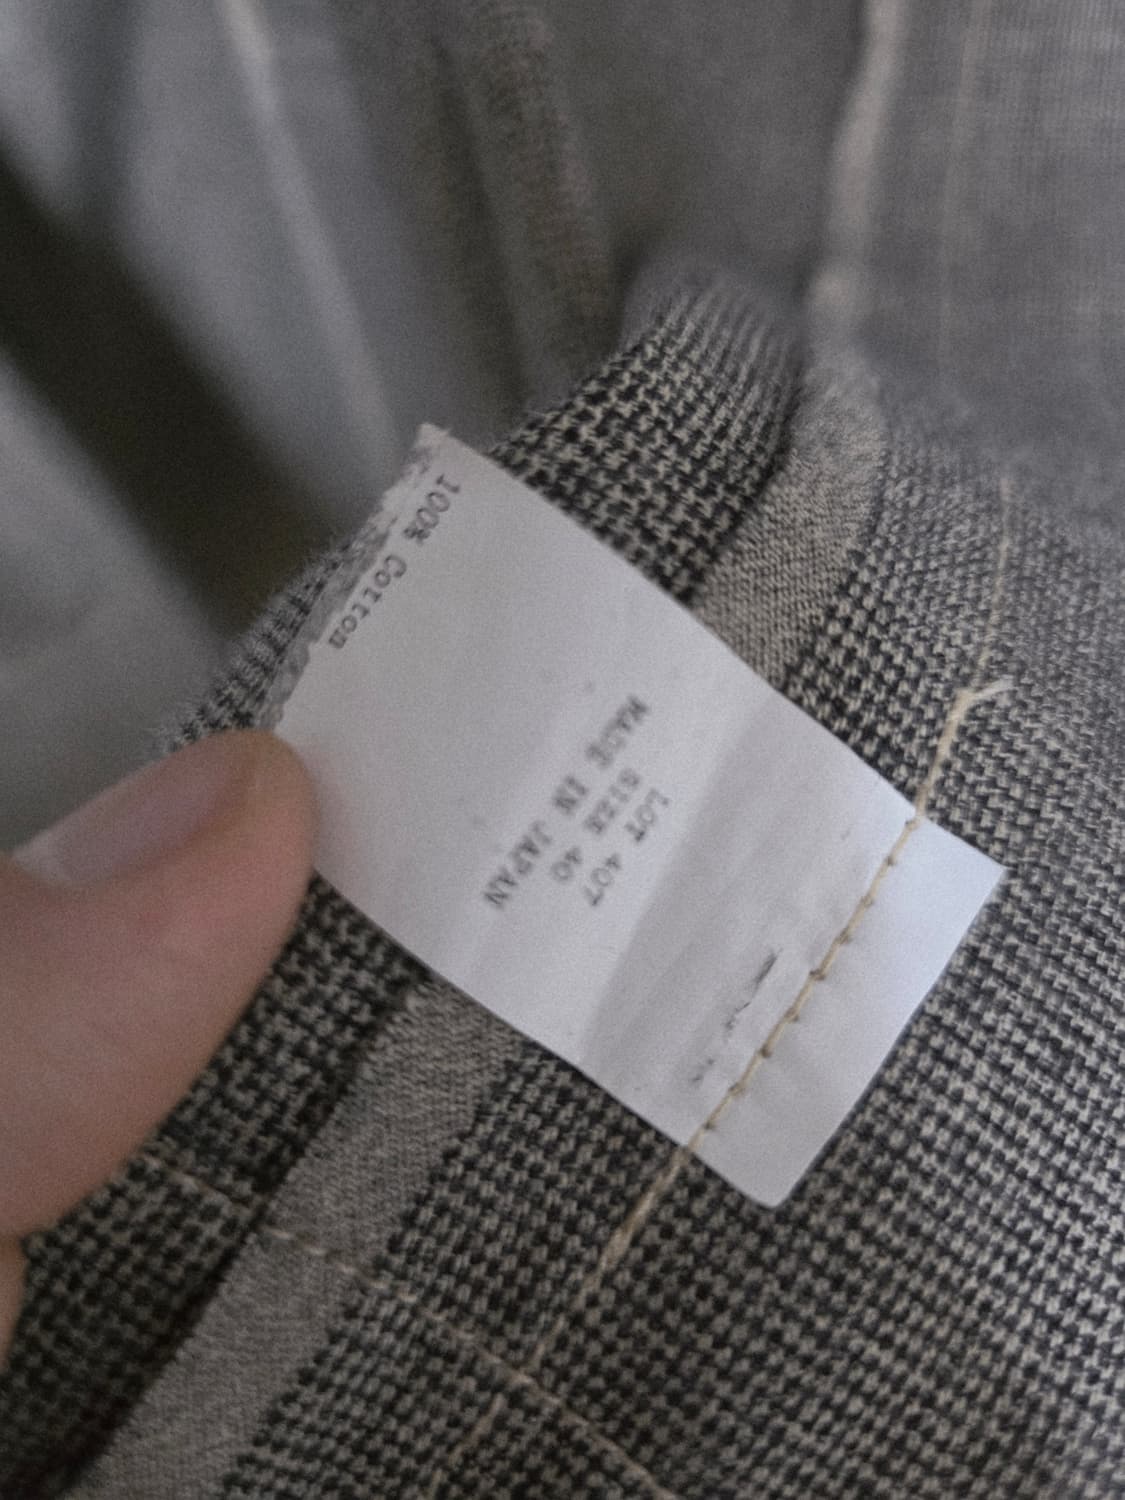 LOT 407
SIZE 40
MADE IN JAPAN
100% Cotton